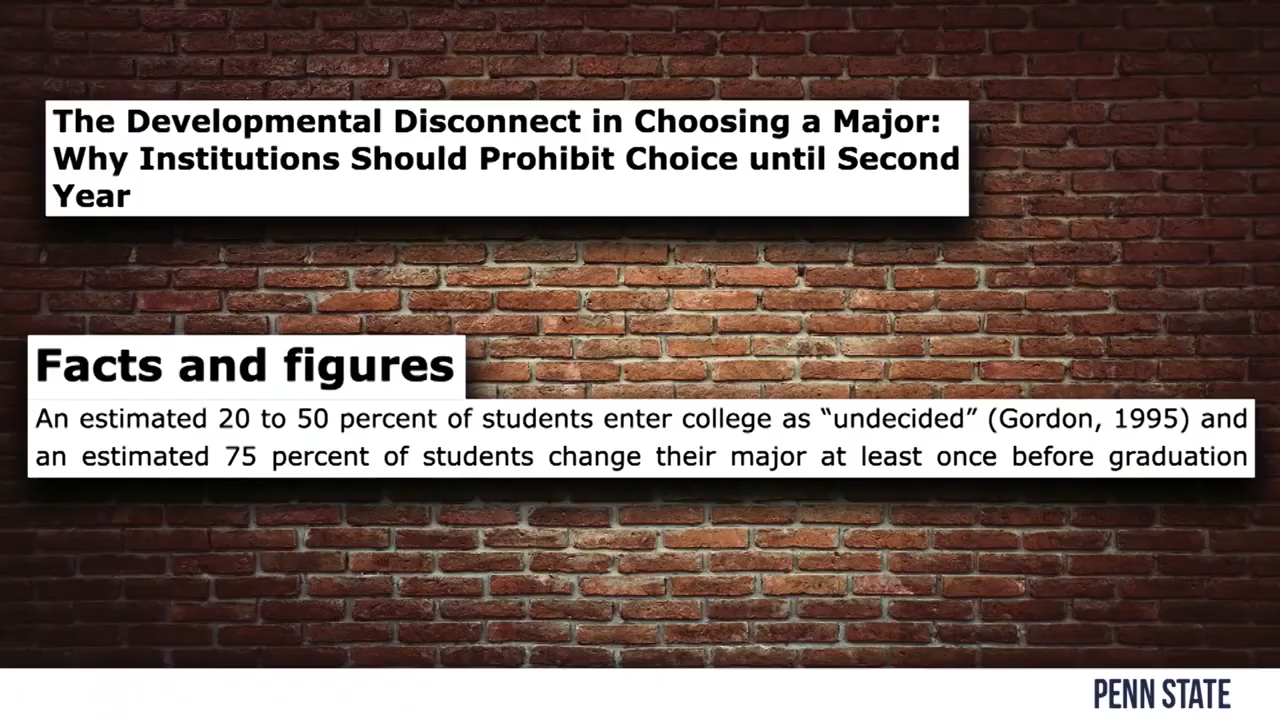 The Developmental Disconnect in Choosing a Major:
Why Institutions Should Prohibit Choice until Second
Year
Facts and figures
An estimated 20 to 50 percent of students enter college as “undecided” (Gordon, 1995) and
an estimated 75 percent of students change their major at least once before graduation
PENN STATE